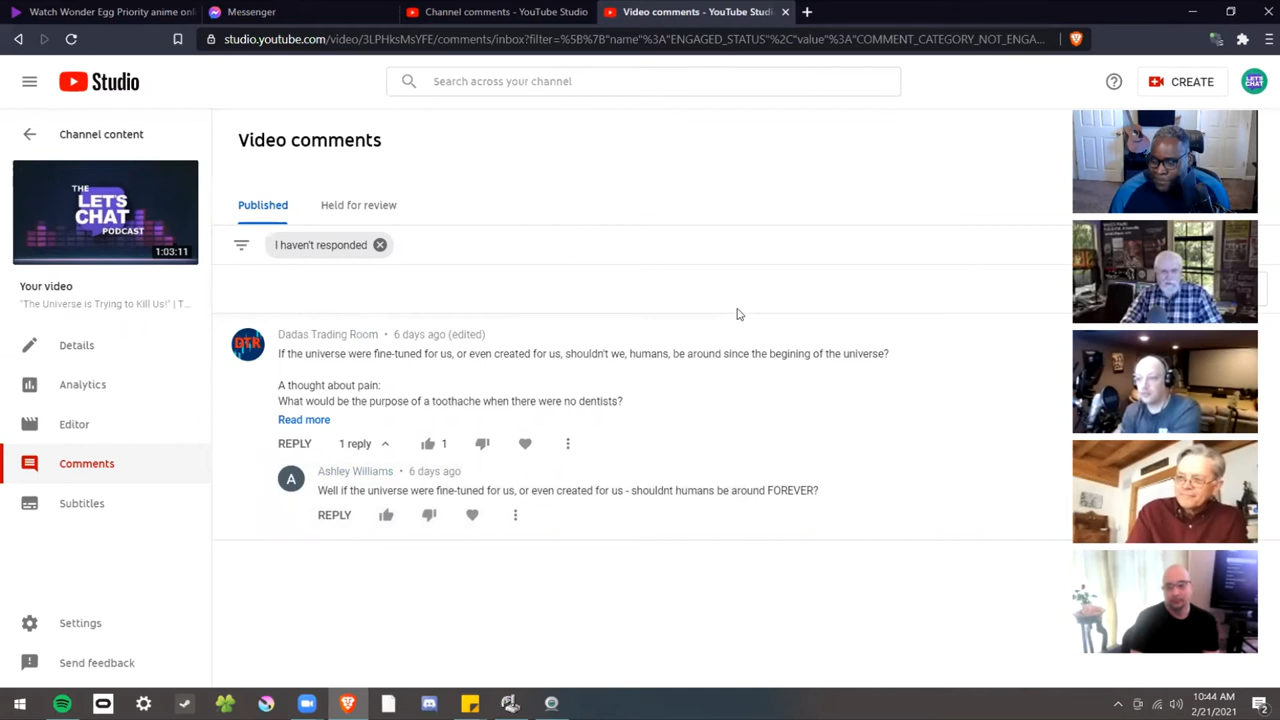 Watch Wonder Egg Priority anime onl
Messenger
Channel comments - YouTube Studio
Video comments - YouTube Studi
studio.youtube.com/video/3LPHksMsYFE/comments/inbox?filter=%5B%7B"name"%3A"ENGAGED_STATUS"%2C"value"%3A"COMMENT_CATEGORY_NOT_ENGA...
Studio
Search across your channel
CREATE
LET'S CHAT
Channel content
THE LET'S CHAT PODCAST
1:03:11
Your video
"The Universe is Trying to Kill Us!" | T...
Details
Analytics
Editor
Comments
Subtitles
Settings
Send feedback
Video comments
Published
Held for review
I haven't responded
DTR
Dadas Trading Room • 6 days ago (edited)
If the universe were fine-tuned for us, or even created for us, shouldn't we, humans, be around since the begining of the universe?
A thought about pain:
What would be the purpose of a toothache when there were no dentists?
Read more
REPLY 1 reply 1
A
Ashley Williams • 6 days ago
Well if the universe were fine-tuned for us, or even created for us - shouldnt humans be around FOREVER?
REPLY
10:44 AM
2/21/2021
2